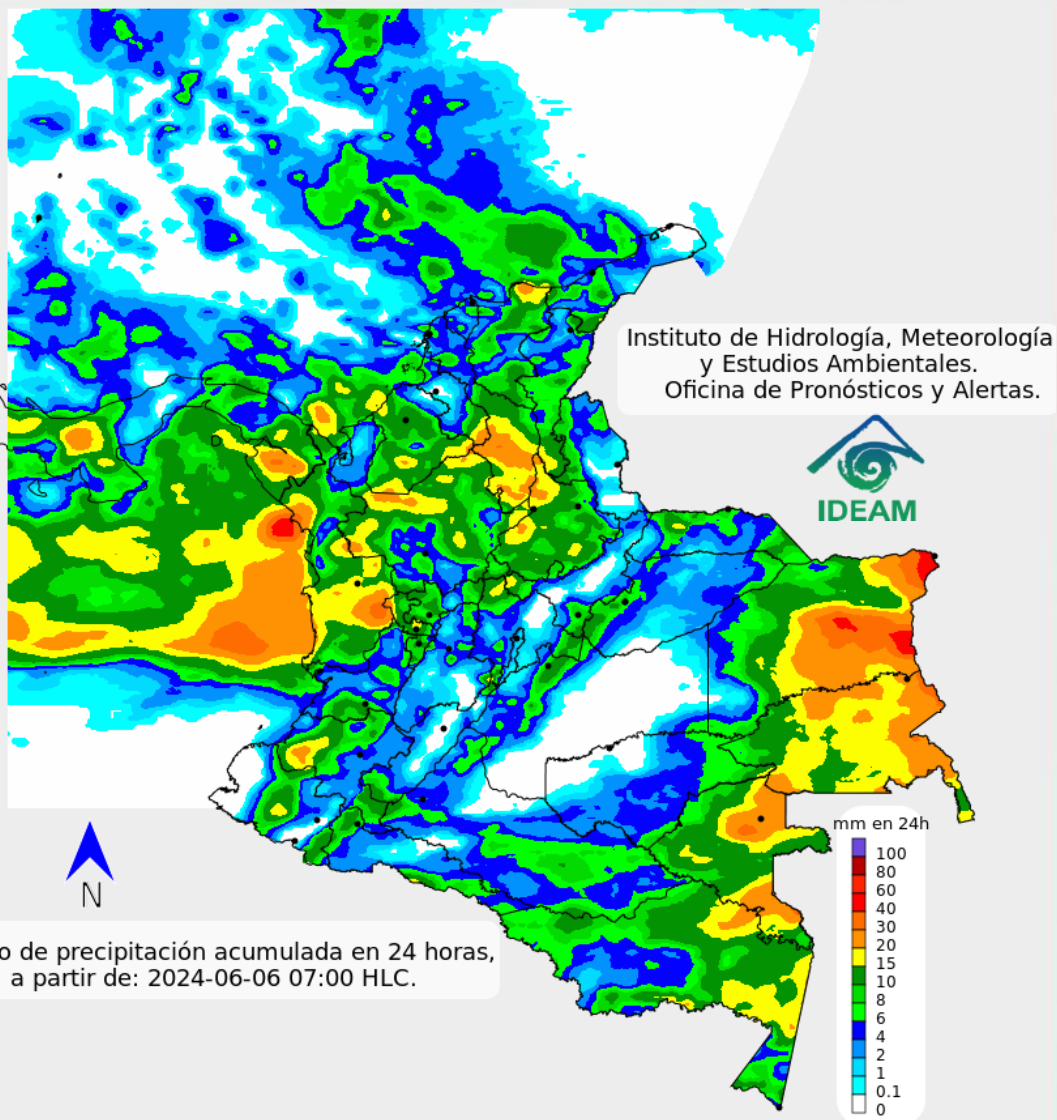 Instituto de Hidrología, Meteorología
y Estudios Ambientales.
Oficina de Pronósticos y Alertas.
IDEAM
mm en 24h
100
80
60
40
30
20
15
10
8
6
4
2
1
0.1
0
N
o de precipitación acumulada en 24 horas,
a partir de: 2024-06-06 07:00 HLC.